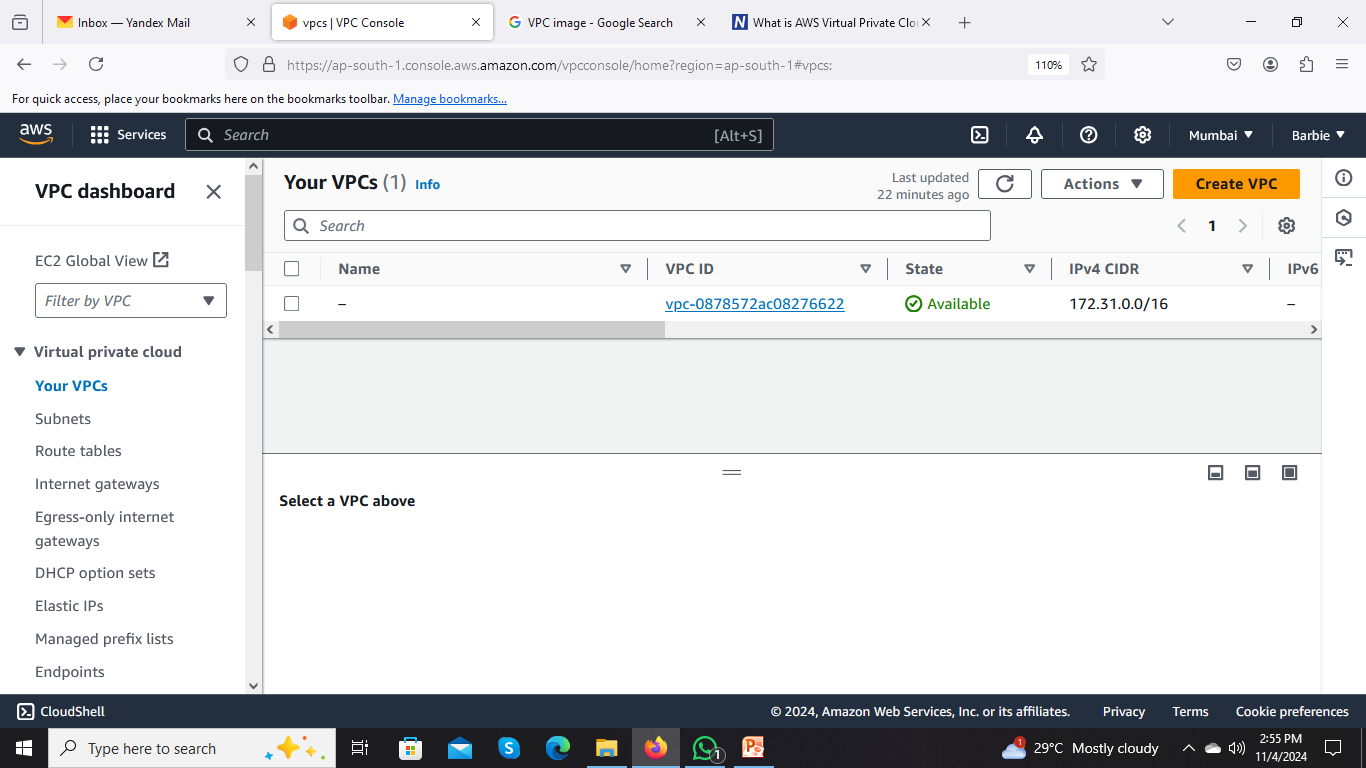 Inbox — Yandex Mail
vpcs | VPC Console
VPC image - Google Search
What is AWS Virtual Private Clo
https://ap-south-1.console.aws.amazon.com/vpcconsole/home?region=ap-south-1#vpcs:
110%
For quick access, place your bookmarks here on the bookmarks toolbar. Manage bookmarks...
aws
Services
Search
[Alt+S]
Mumbai
Barbie
VPC dashboard
EC2 Global View
Filter by VPC
Virtual private cloud
Your VPCs
Subnets
Route tables
Internet gateways
Egress-only internet
gateways
DHCP option sets
Elastic IPs
Managed prefix lists
Endpoints
Your VPCs (1) Info
Last updated
22 minutes ago
Actions
Create VPC
Search
1
Name
VPC ID
State
IPv4 CIDR
IPv6
–
vpc-0878572ac08276622
Available
172.31.0.0/16
–
Select a VPC above
CloudShell
© 2024, Amazon Web Services, Inc. or its affiliates.
Privacy
Terms
Cookie preferences
Type here to search
1
1
29°C Mostly cloudy
2:55 PM
11/4/2024